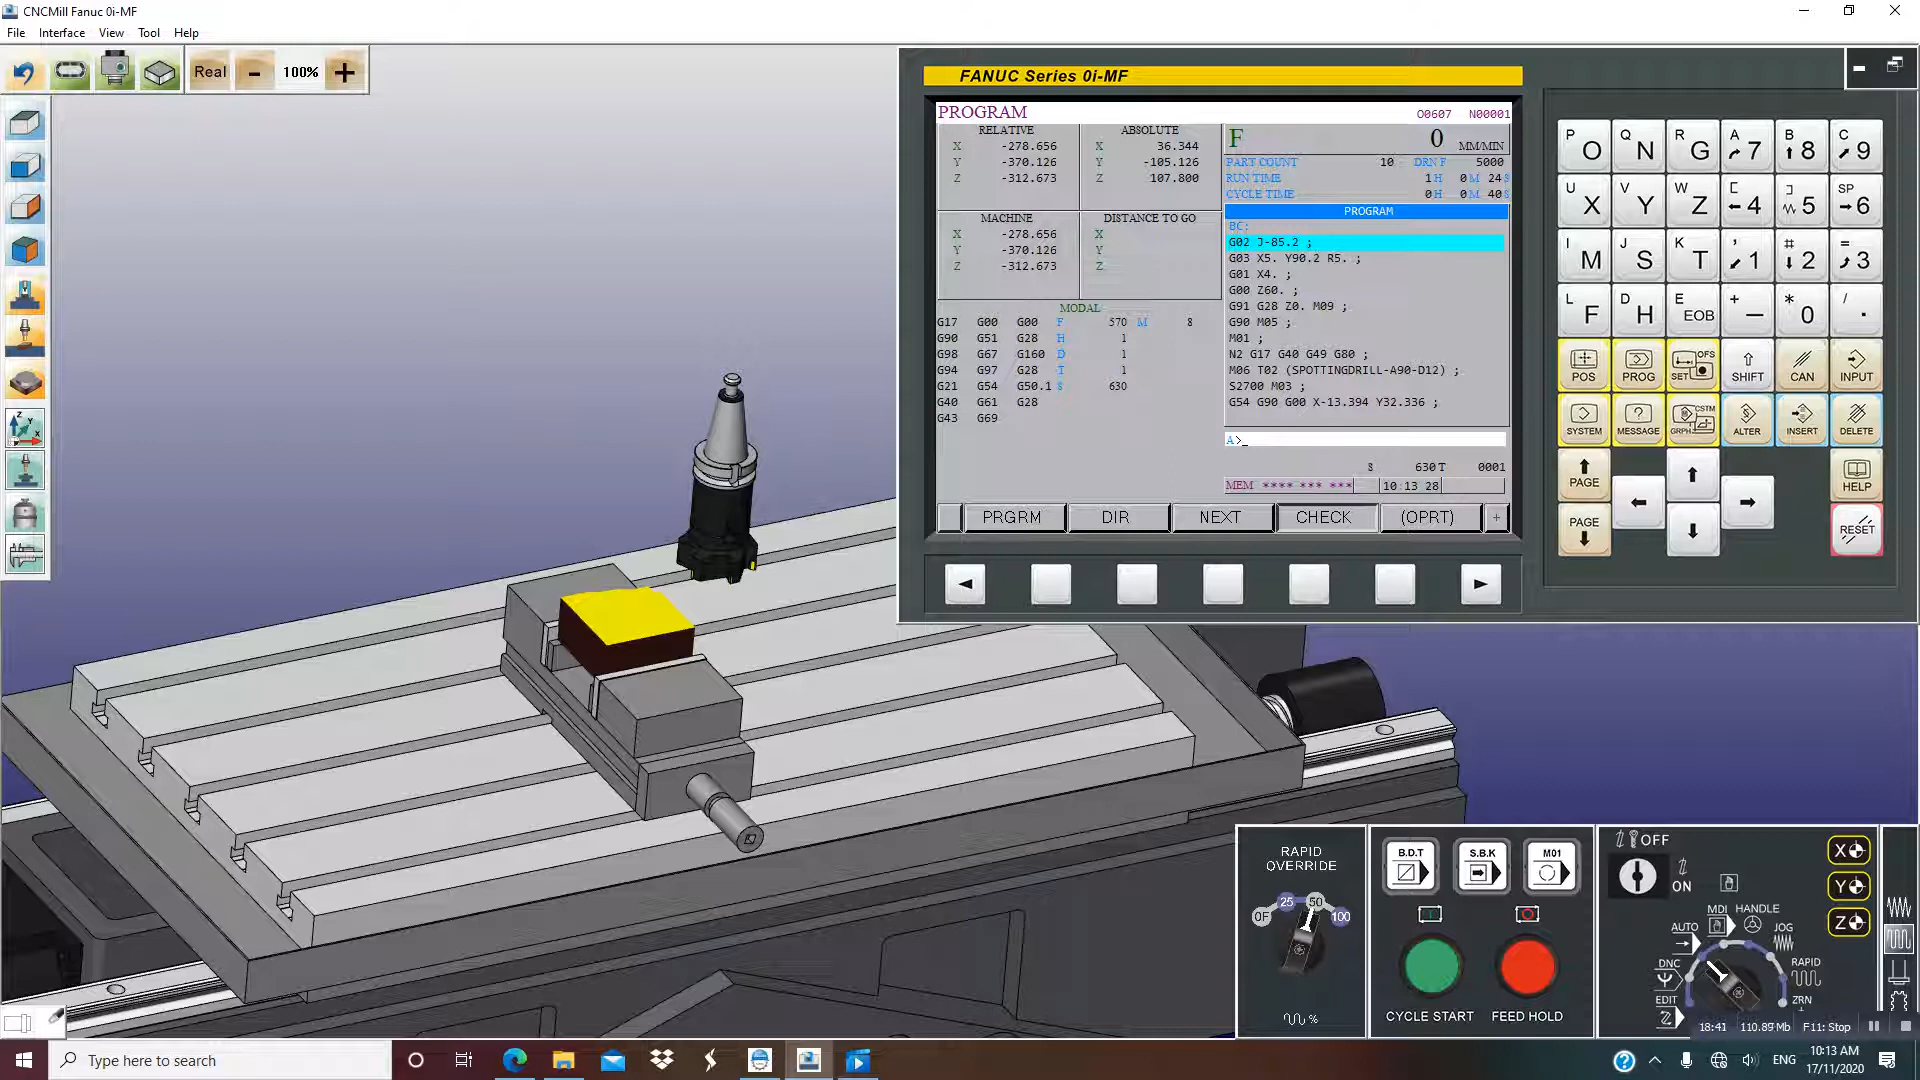 CNCMill Fanuc 0i-MF
File Interface View Tool Help
Real - 100% +
FANUC Series 0i-MF
PROGRAM O0607 N00001
RELATIVE
X -278.656
Y -370.126
Z -312.673
ABSOLUTE
X 36.344
Y -105.126
Z 107.800
MACHINE
X -278.656
Y -370.126
Z -312.673
DISTANCE TO GO
X
Y
Z
MODAL
G17 G00 G00 F 570 M 8
G90 G51 G28 H 1
G98 G67 G160 D 1
G94 G97 G28 T 1
G21 G54 G50.1 S 630
G40 G61 G28
G43 G69
F 0 MM/MIN
PART COUNT 10 DRN F 5000
RUN TIME 1H 0M 24S
CYCLE TIME 0H 0M 40S
PROGRAM
BC;
G02 J-85.2 ;
G03 X5. Y90.2 R5. ;
G01 X4. ;
G00 Z60. ;
G91 G28 Z0. M09 ;
G90 M05 ;
M01 ;
N2 G17 G40 G49 G80 ;
M06 T02 (SPOTTINGDRILL-A90-D12) ;
S2700 M03 ;
G54 G90 G00 X-13.394 Y32.336 ;
A>_
S 630T 0001
MEM **** *** *** 10:13 28
PRGRM DIR NEXT CHECK (OPRT) +
P O Q N R G A 7 B 8 C 9
U X V Y W Z [ 4 ] 5 SP 6
I M J S K T , 1 # 2 = 3
L F D H E EOB + - * 0 / .
POS PROG OFS SET SHIFT CAN INPUT
SYSTEM MESSAGE CSTM GRPH ALTER INSERT DELETE
PAGE HELP
PAGE RESET
RAPID OVERRIDE
0F 25 50 100
%
B.D.T S.B.K M01
CYCLE START FEED HOLD
OFF
ON
X
Y
Z
EDIT DNC AUTO MDI HANDLE JOG RAPID ZRN
18:41 110.89 Mb F11: Stop
Type here to search
ENG
10:13 AM
17/11/2020